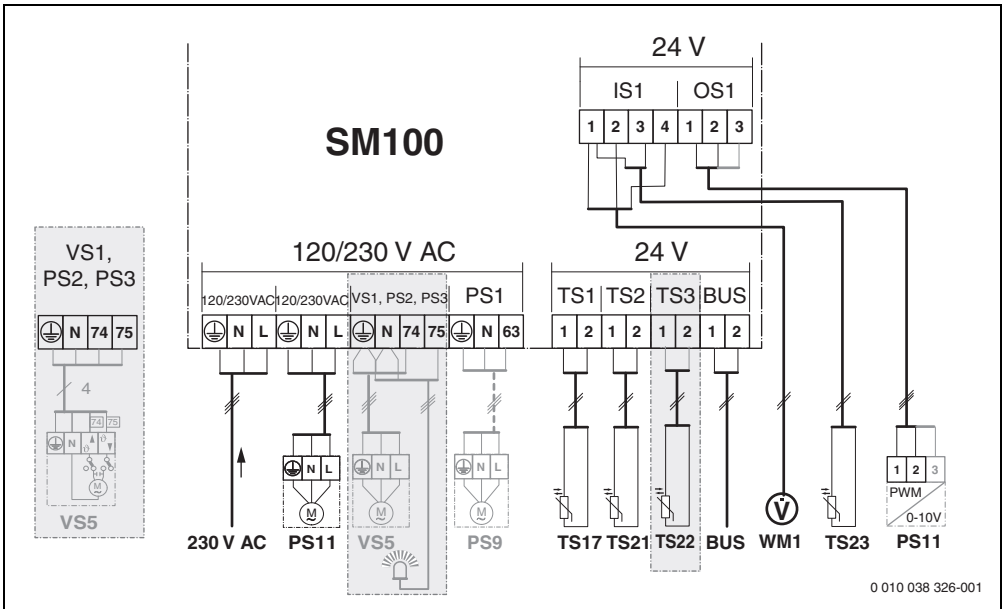 24 V
IS1 OS1
1 2 3 4 1 2 3
SM100
VS1,
PS2, PS3
N 74 75
4
74 75
N ϑ ϑ
M
VS5
120/230 V AC 24 V
120/230VAC 120/230VAC VS1, PS2, PS3 PS1 TS1 TS2 TS3 BUS
N L N L N 74 75 N 63 1 2 1 2 1 2 1 2
N L N L N L 1 2 3
M M M V̇ PWM
0-10V
230 V AC PS11 VS5 PS9 TS17 TS21 TS22 BUS WM1 TS23 PS11
0 010 038 326-001